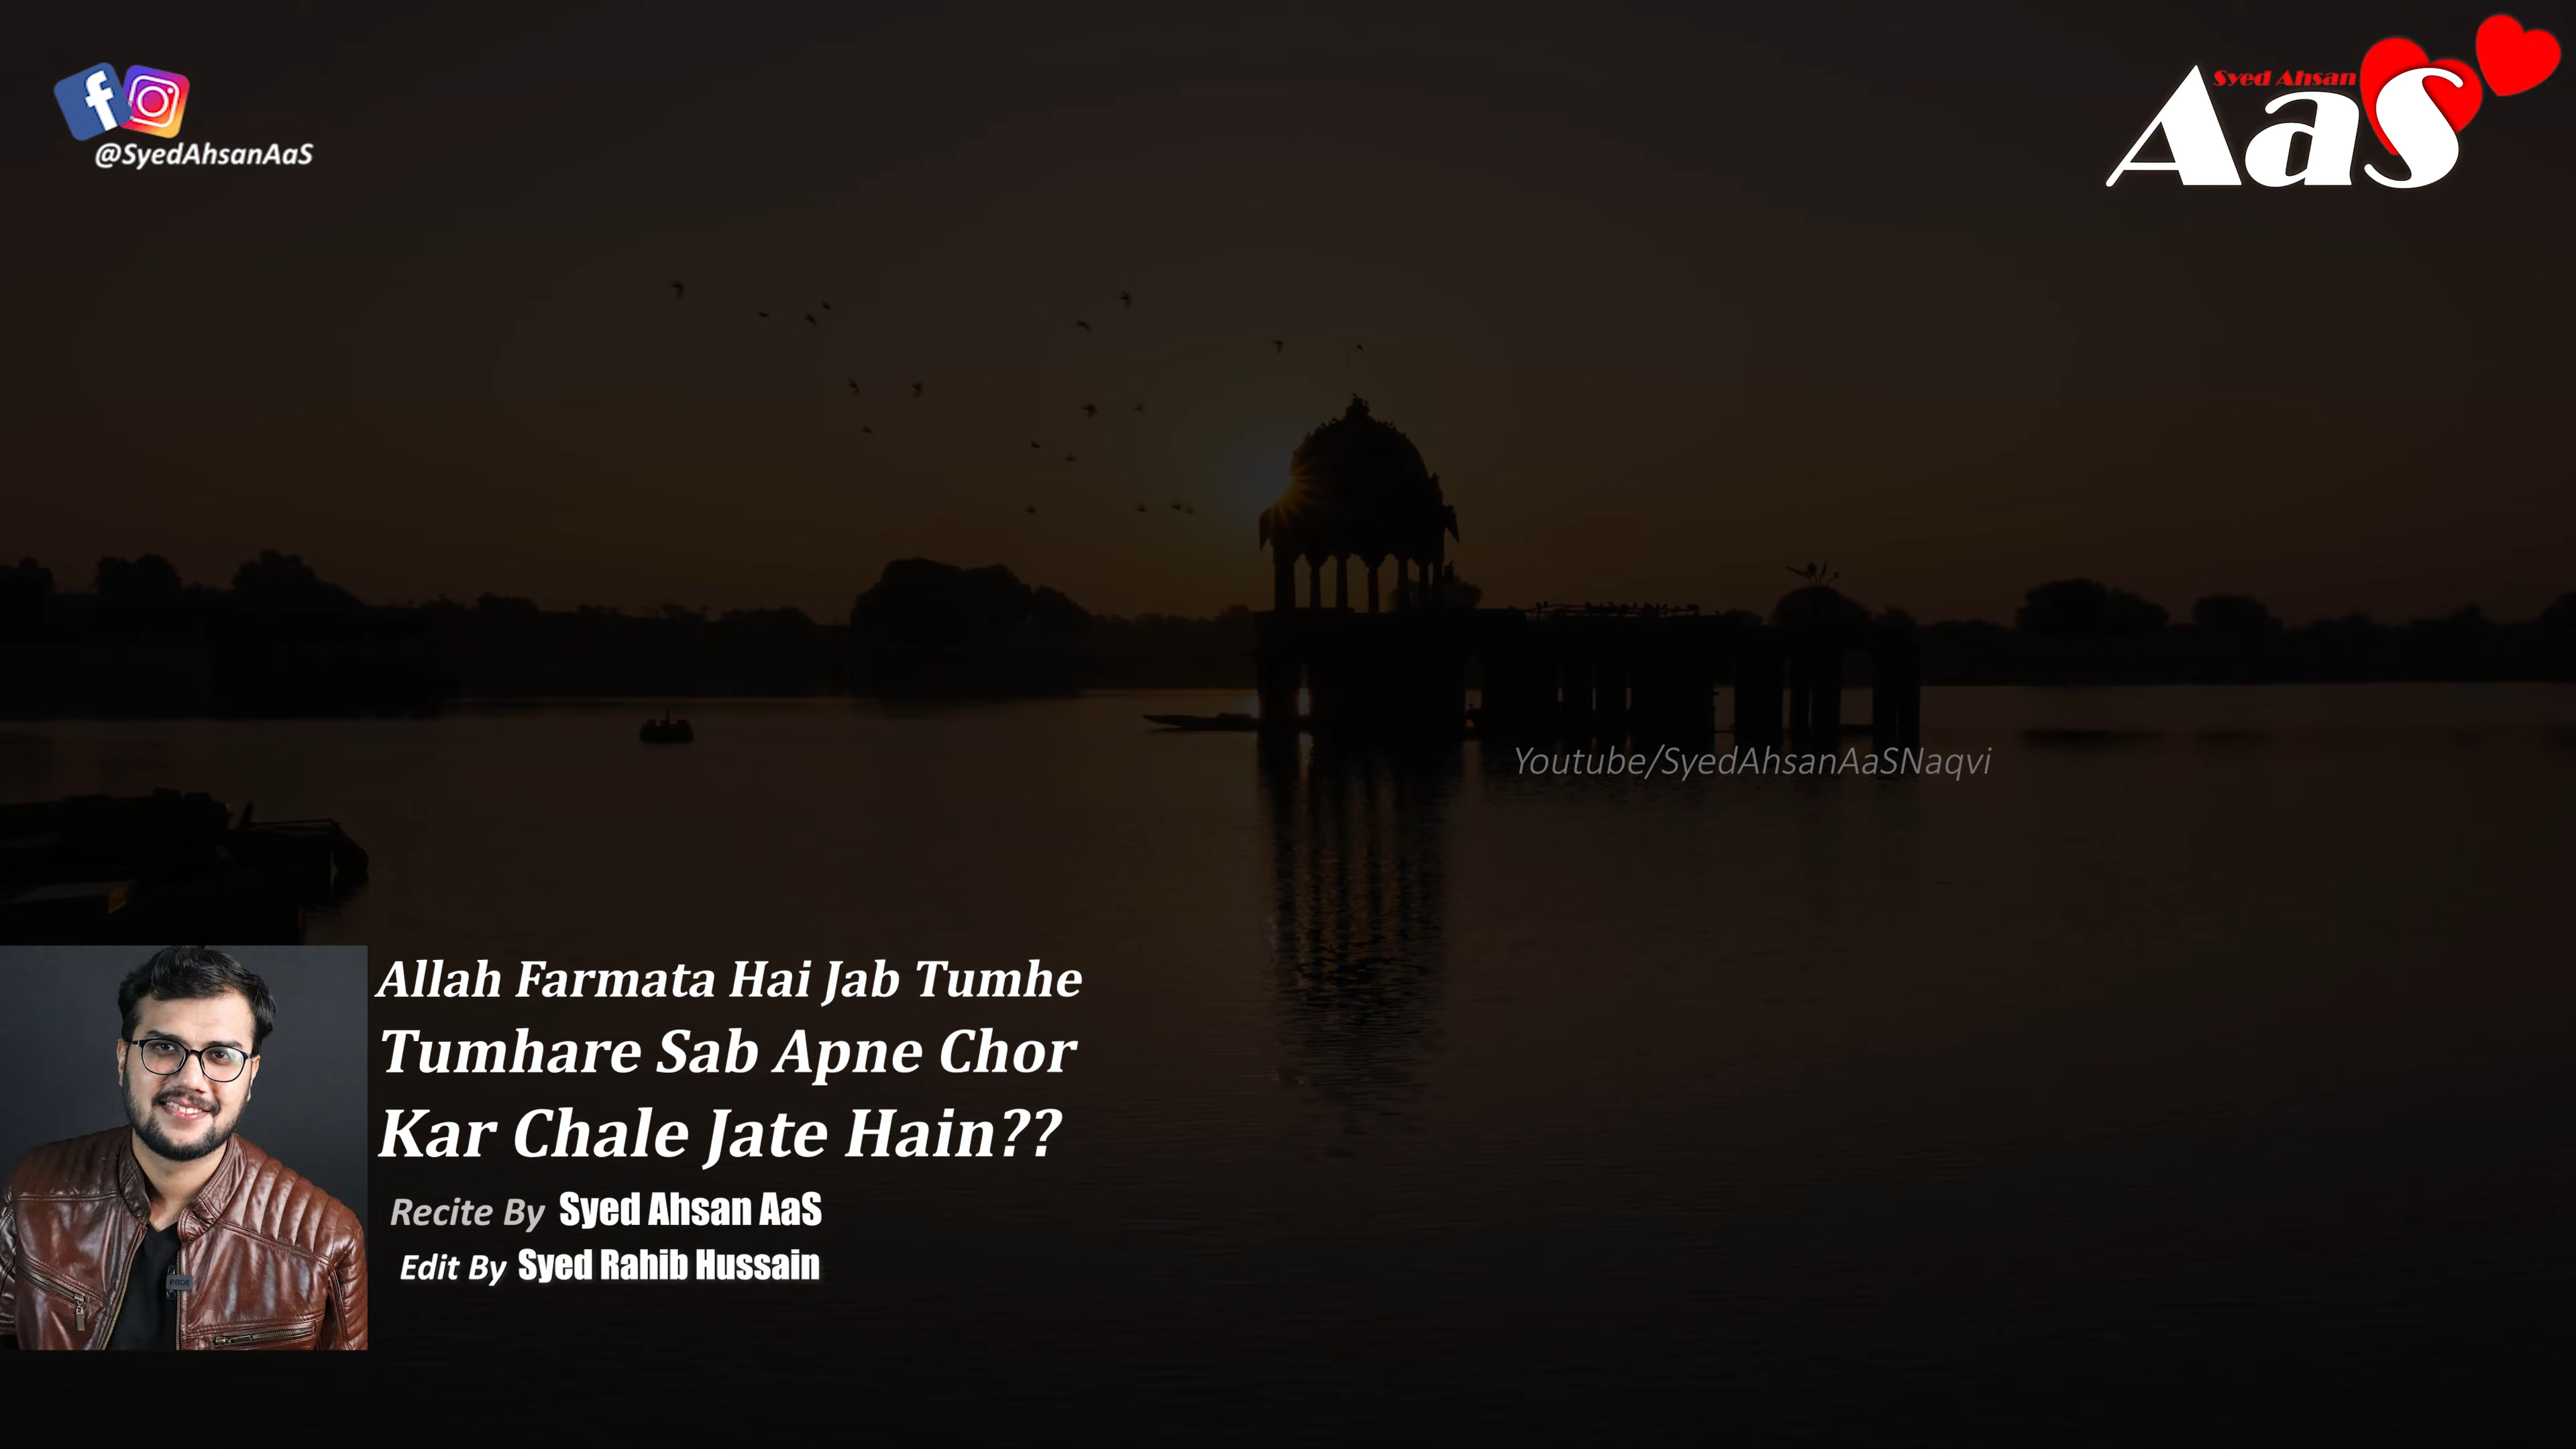 @SyedAhsanAaS
Syed Ahsan
AaS
Youtube/SyedAhsanAaSNaqvi
Allah Farmata Hai Jab Tumhe
Tumhare Sab Apne Chor
Kar Chale Jate Hain??
Recite By Syed Ahsan AaS
Edit By Syed Rahib Hussain
RØDE